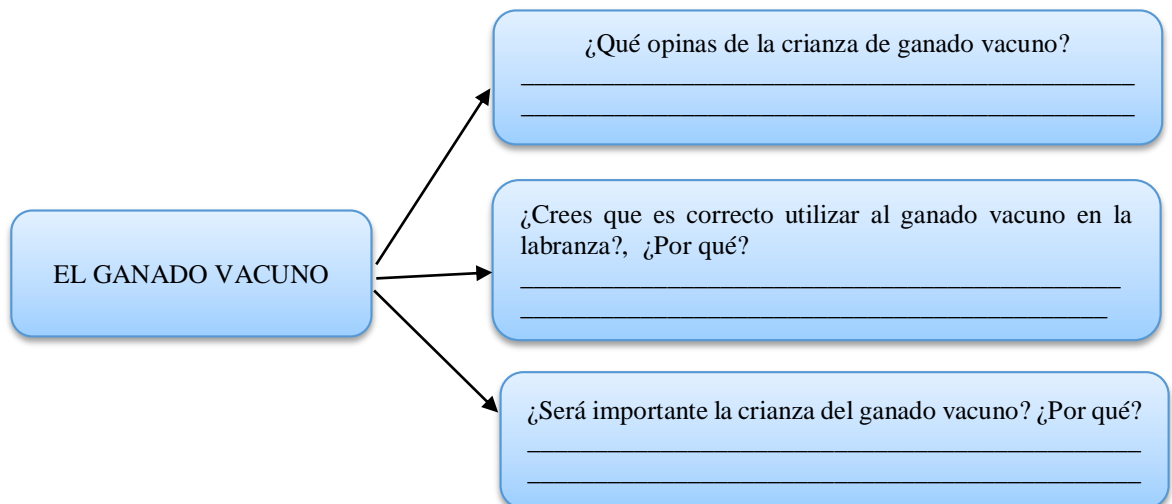 ¿Qué opinas de la crianza de ganado vacuno?
¿Crees que es correcto utilizar al ganado vacuno en la
labranza?, ¿Por qué?
EL GANADO VACUNO
¿Será importante la crianza del ganado vacuno? ¿Por qué?